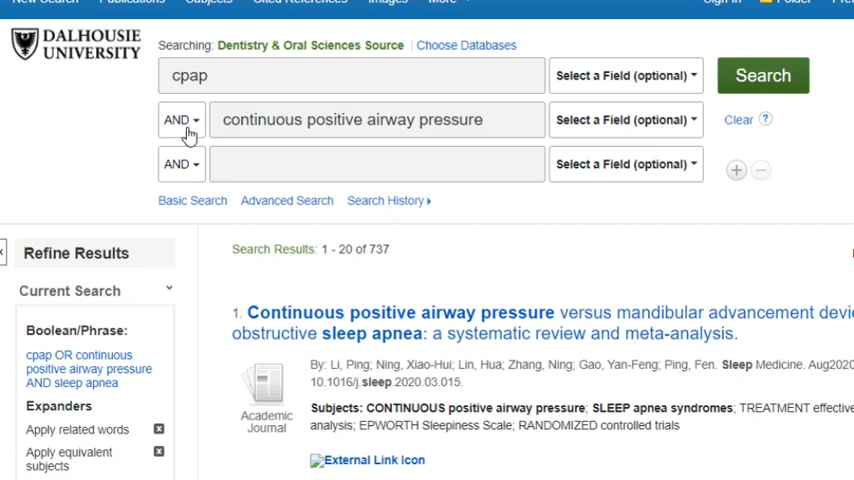 New Search Publications Subjects Cited References Images More Sign In Folder
DALHOUSIE
UNIVERSITY
Searching: Dentistry & Oral Sciences Source | Choose Databases
cpap Select a Field (optional) Search
AND continuous positive airway pressure Select a Field (optional) Clear ?
AND Select a Field (optional)
Basic Search Advanced Search Search History
Refine Results
Search Results: 1 - 20 of 737
Current Search
1. Continuous positive airway pressure versus mandibular advancement devi
obstructive sleep apnea: a systematic review and meta-analysis.
Boolean/Phrase:
cpap OR continuous
positive airway pressure
AND sleep apnea
Expanders
Apply related words
Apply equivalent
subjects
By: Li, Ping; Ning, Xiao-Hui; Lin, Hua; Zhang, Ning; Gao, Yan-Feng; Ping, Fen. Sleep Medicine. Aug2020
10.1016/j.sleep.2020.03.015.
Academic
Journal
Subjects: CONTINUOUS positive airway pressure; SLEEP apnea syndromes; TREATMENT effective
analysis; EPWORTH Sleepiness Scale; RANDOMIZED controlled trials
External Link Icon